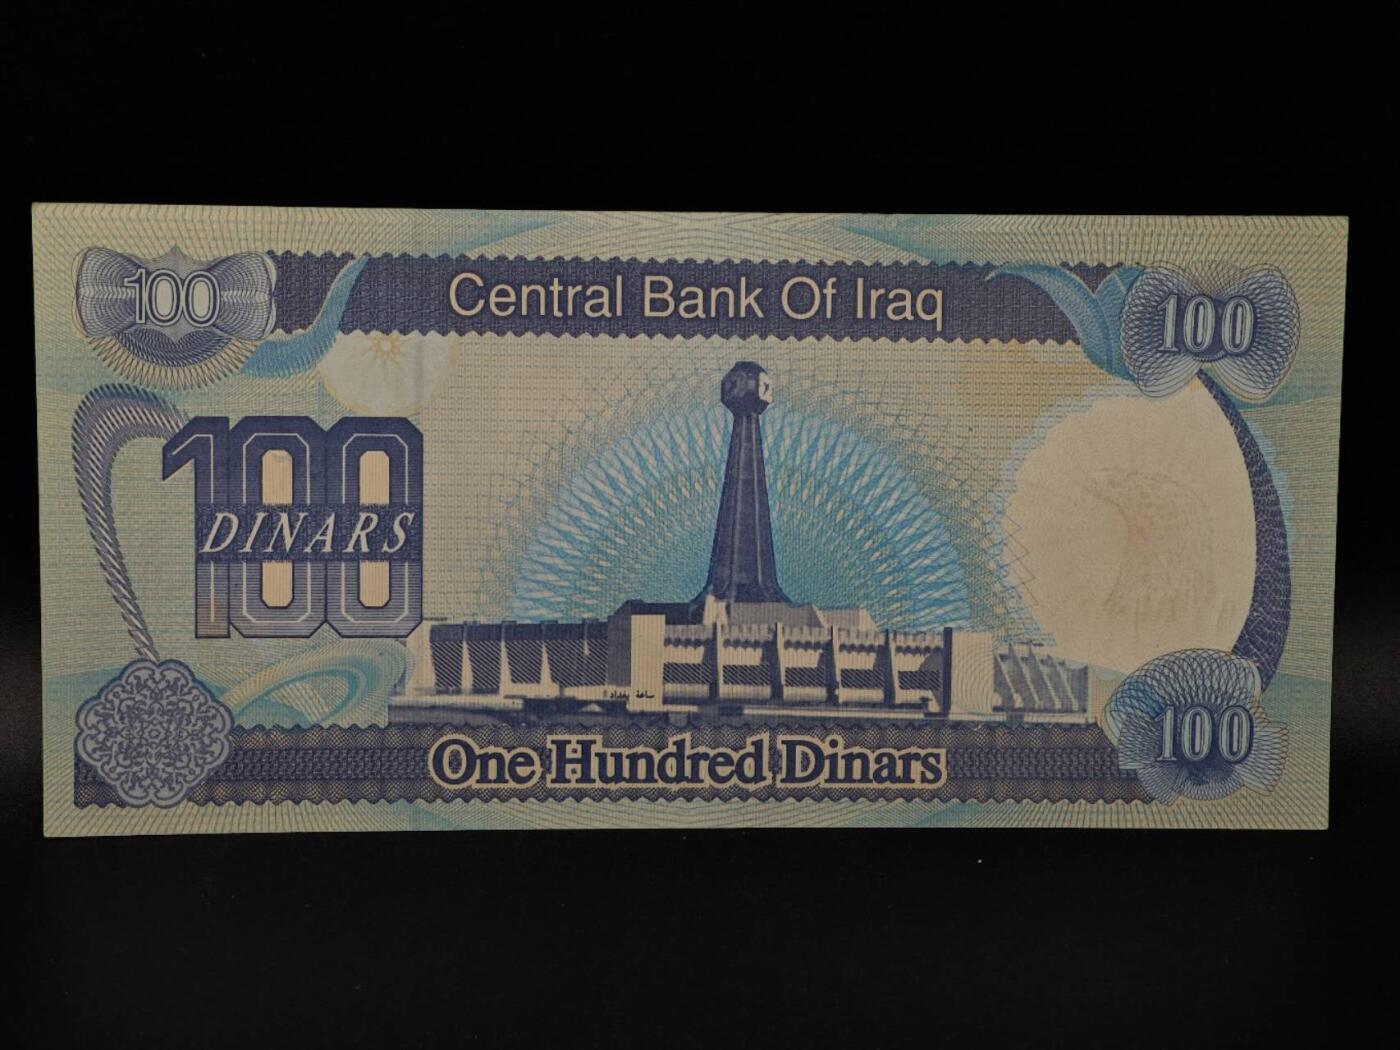 100
Central Bank Of Iraq
100
100
DINARS
ساعة بغداد
One Hundred Dinars
100